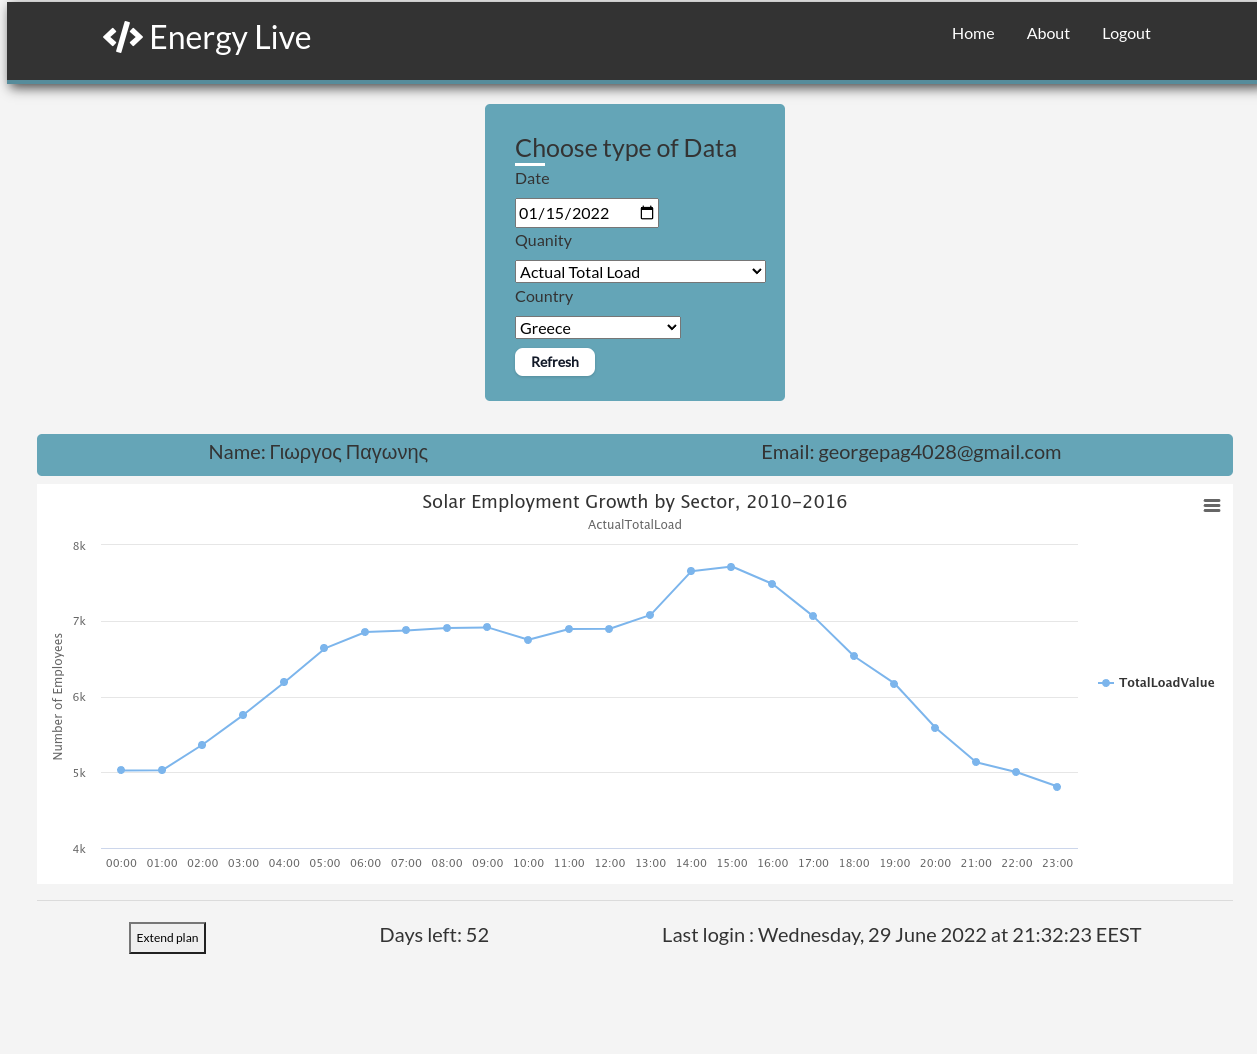 Energy Live
Home About Logout
Choose type of Data
Date
01/15/2022
Quanity
Actual Total Load
Country
Greece
Refresh
Name: Γιωργος Παγωνης Email: georgepag4028@gmail.com
Solar Employment Growth by Sector, 2010-2016
ActualTotalLoad
Number of Employees
8k
7k
6k
5k
4k
00:00 01:00 02:00 03:00 04:00 05:00 06:00 07:00 08:00 09:00 10:00 11:00 12:00 13:00 14:00 15:00 16:00 17:00 18:00 19:00 20:00 21:00 22:00 23:00
TotalLoadValue
Extend plan Days left: 52 Last login : Wednesday, 29 June 2022 at 21:32:23 EEST